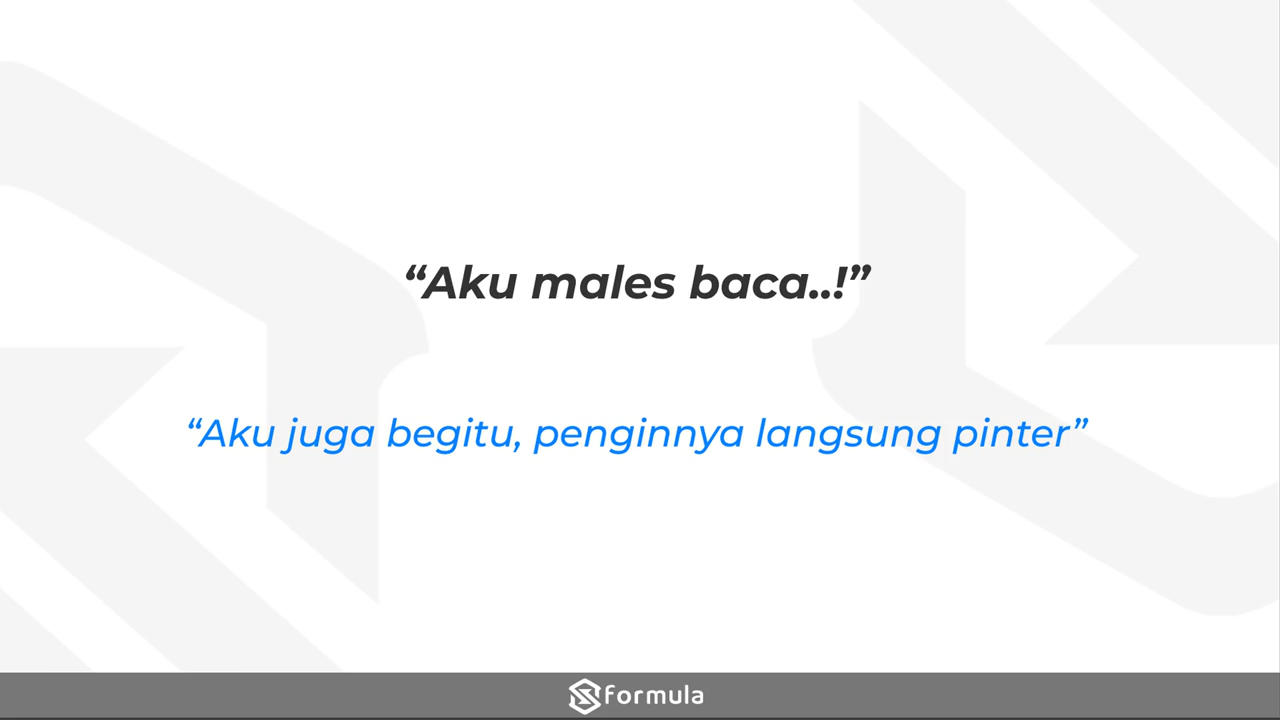 “Aku males baca..!”
“Aku juga begitu, penginnya langsung pinter”
formula